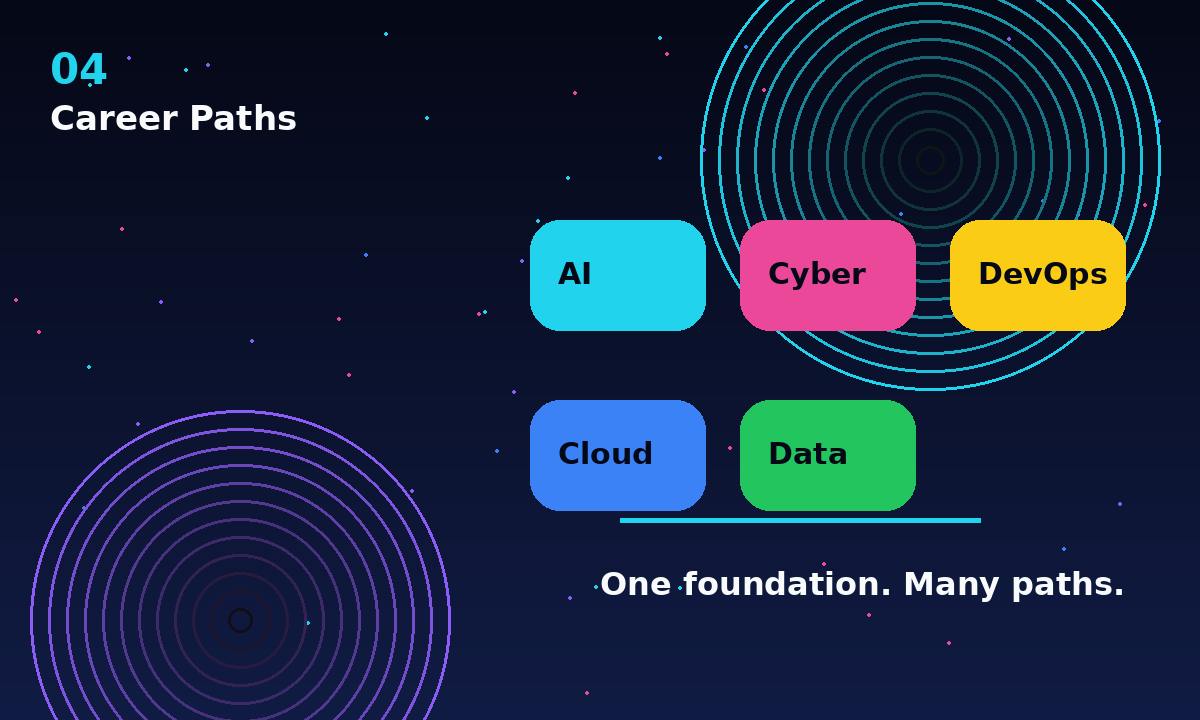 04
Career Paths
AI
Cyber
DevOps
Cloud
Data
One foundation. Many paths.